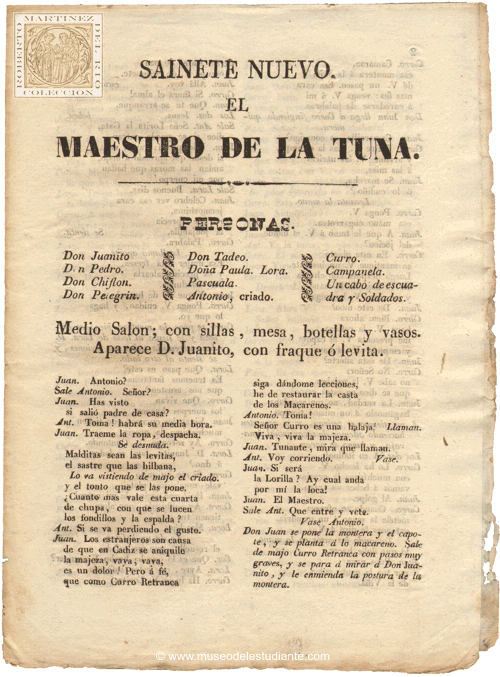 ROBERTO MARTINEZ DEL RIO
COLECCION
2
SAINETE NUEVO.
EL
MAESTRO DE LA TUNA.
PERSONAS.
Don Juanito
D. n Pedro.
Don Chiflon.
Don Peregrin.
Don Tadeo.
Doña Paula. Lora.
Pascuala.
Antonio, criado.
Curro.
Campanela.
Un cabo de escua-
dra y Soldados.
Medio Salon; con sillas, mesa, botellas y vasos.
Aparece D. Juanito, con fraque ó levita.
Juan. Antonio?
Sale Antonio. Señor?
Juan. Has visto
si salió padre de casa?
Ant. Toma! habrá su media hora.
Juan. Traeme la ropa, despacha.
Se desnuda.
Malditas sean las levitas,
el sastre que las hilbana,
Lo va vistiendo de majo el criado.
y el tonto que se las pone.
¿Cuanto mas vale esta cuarta
de chupa, con que se lucen
los fondillos y la espalda?
Ant. Si se va perdiendo el gusto.
Juan. Los estranjeros son causa
de que en Cadiz se aniquile
la majeza, vaya; vaya,
es un dolor! Pero á fé,
que como Curro Retranca
siga dándome lecciones,
he de restaurar la casta
de los Macarenos.
Antonio. Tonia!
Señor Curro es una alhaja! Llaman.
Viva, viva la majeza.
Juan. Tunante, mira que llaman.
Ant. Voy corriendo. Vase.
Juan. Si será
la Lorilla? Ay cual anda
por mí la loca!
Juan. El Maestro.
Sale Ant. Que entre y vete.
Vase Antonio.
Don Juan se pone la montera y el capo-
te, y se planta á lo macareno. Sale
de majo Curro Retranca con pasos muy
graves, y se para á mirar á Don Jua-
nito, y le enmienda la postura de la
montera.
© www.museodelestudiante.com